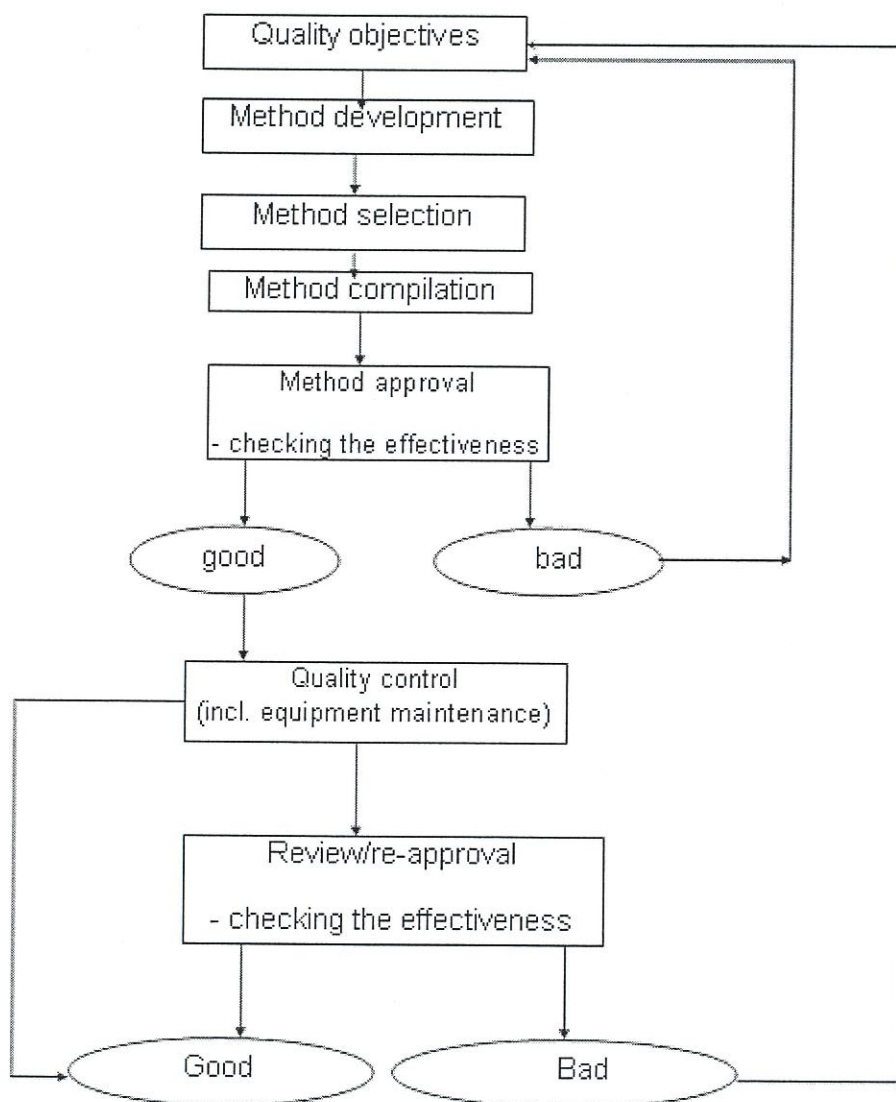 Quality objectives
Method development
Method selection
Method compilation
Method approval
- checking the effectiveness
good
bad
Quality control
(incl. equipment maintenance)
Review/re-approval
- checking the effectiveness
Good
Bad